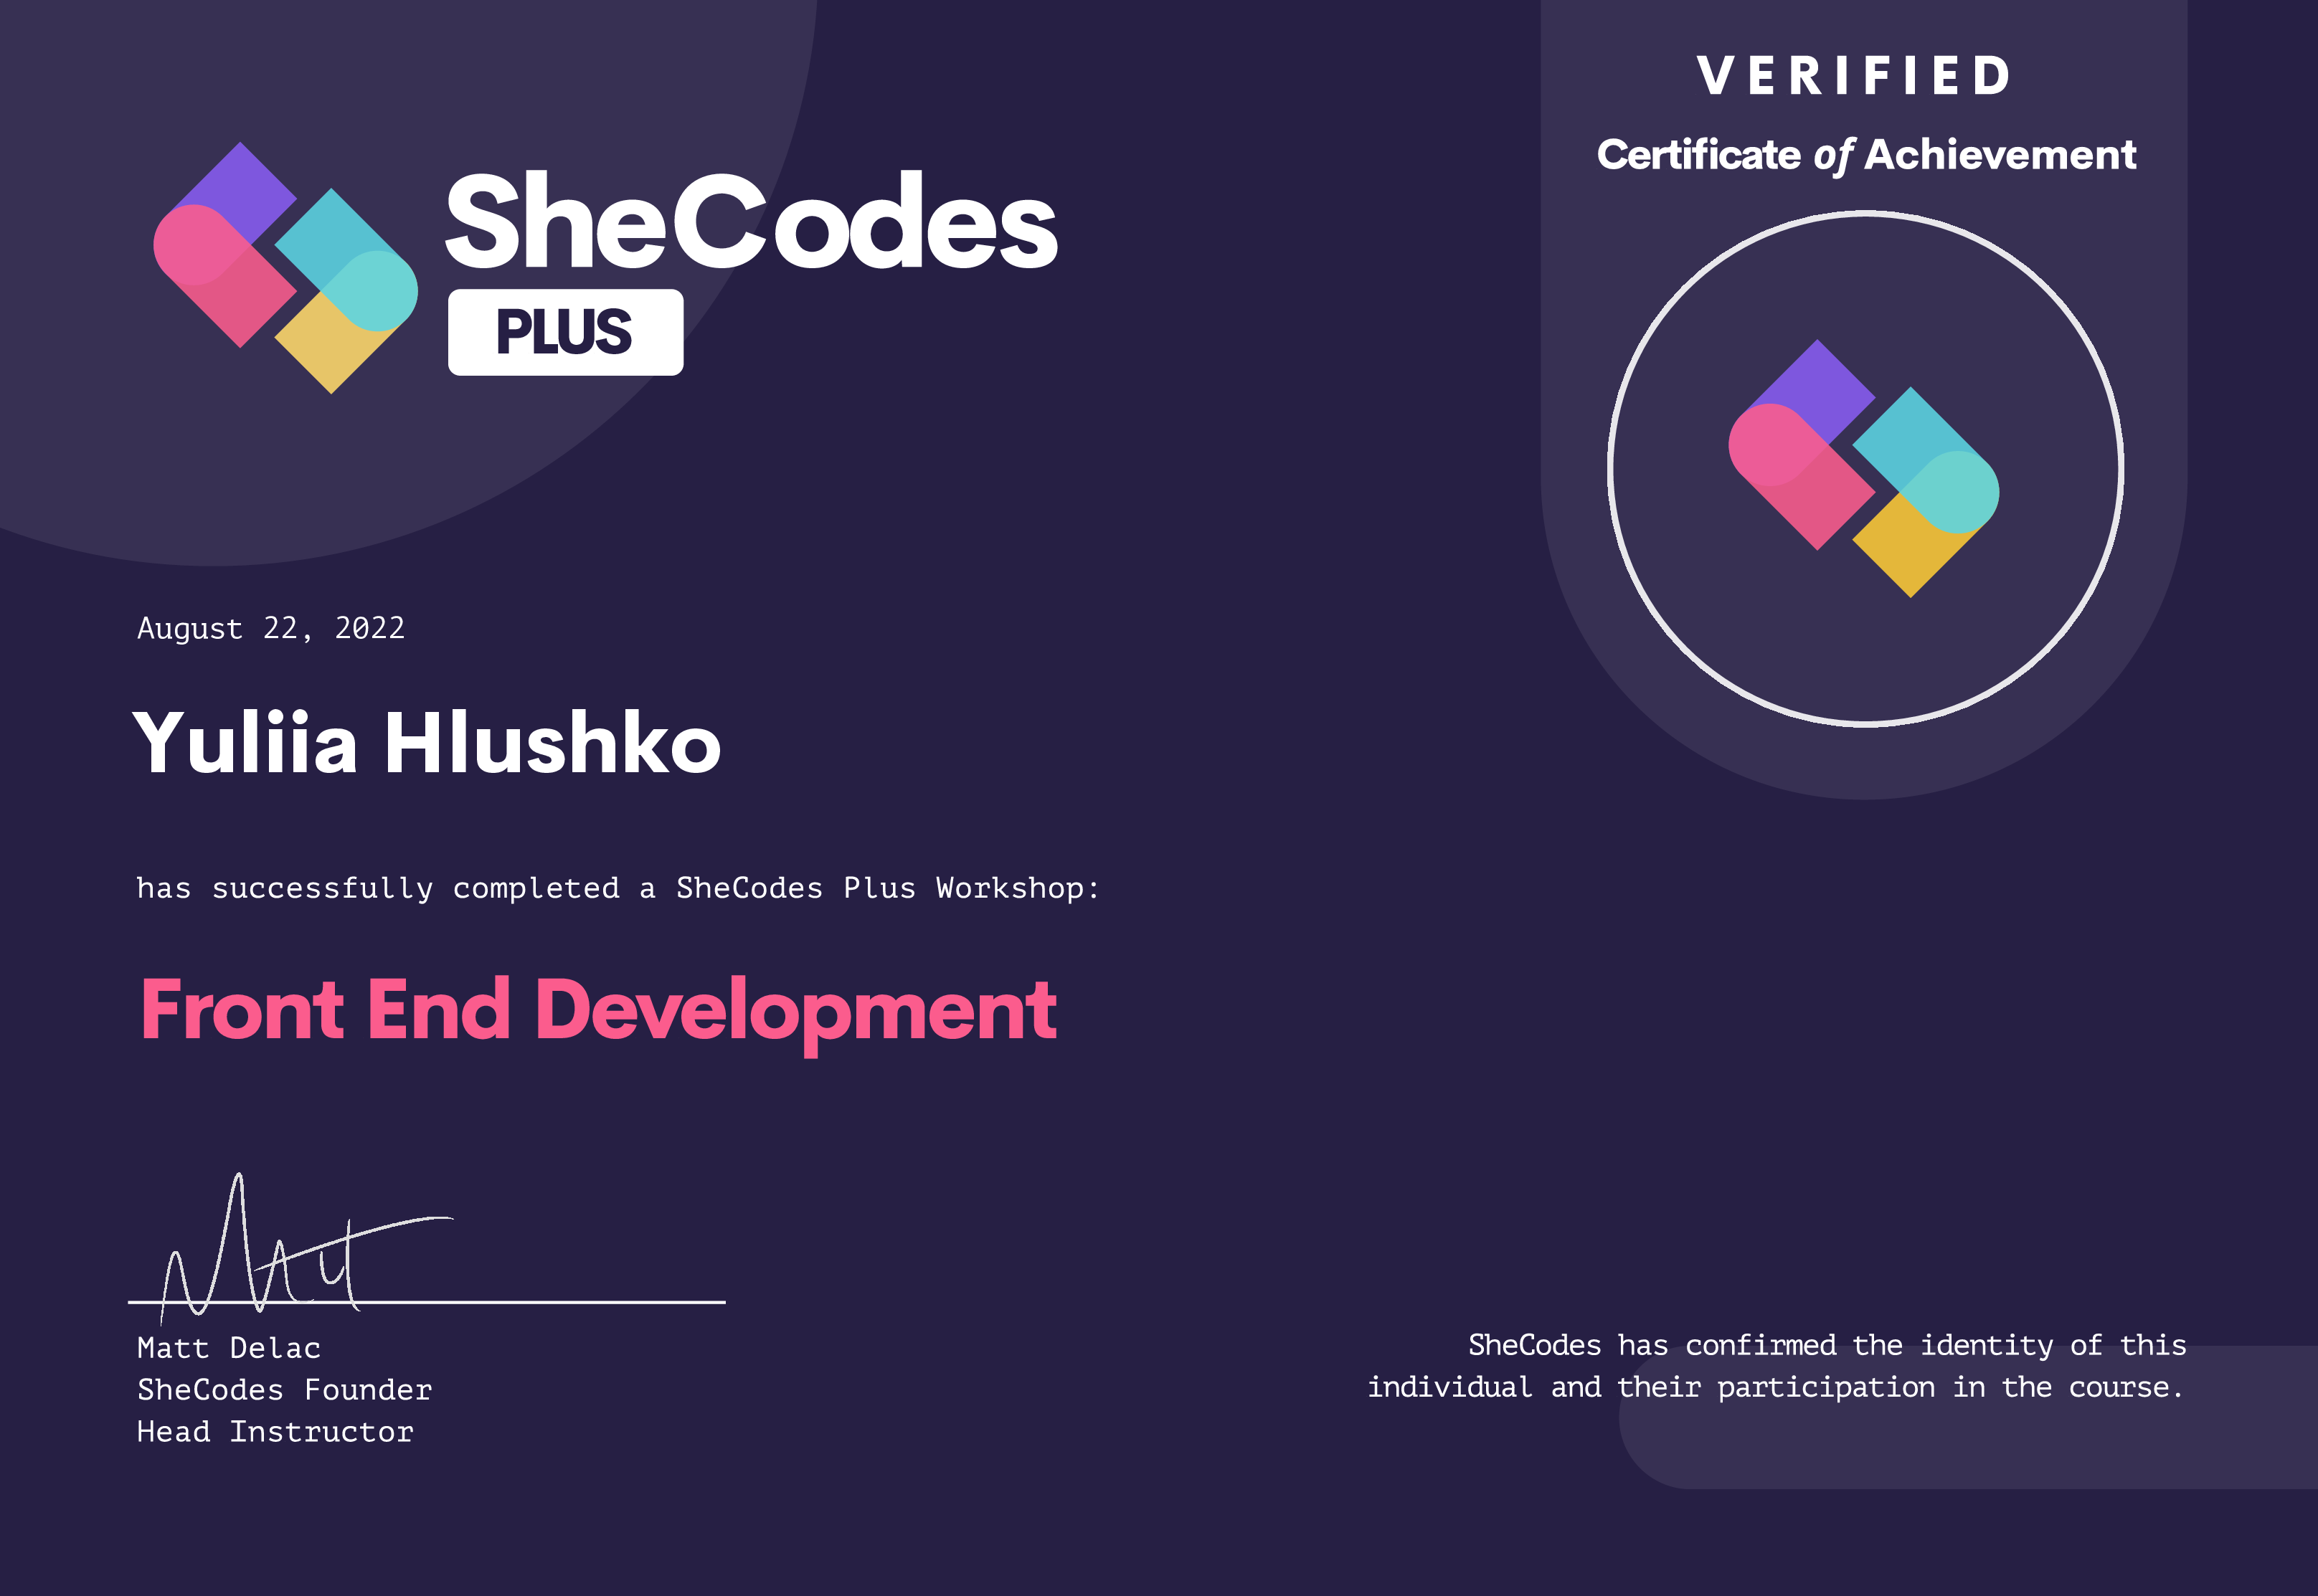 VERIFIED
Certificate of Achievement
SheCodes
PLUS
August 22, 2022
Yuliia Hlushko
has successfully completed a SheCodes Plus Workshop:
Front End Development
Matt
Matt Delac
SheCodes Founder
Head Instructor
SheCodes has confirmed the identity of this
individual and their participation in the course.